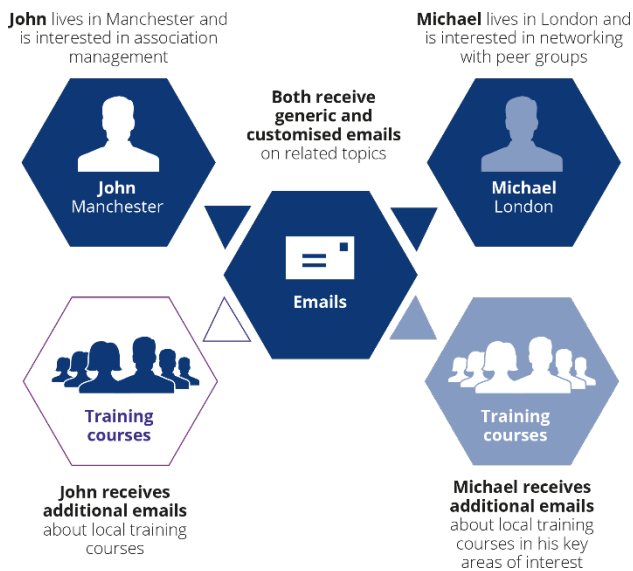 John lives in Manchester and
is interested in association
management
Michael lives in London and
is interested in networking
with peer groups
Both receive
generic and
customised emails
on related topics
John
Manchester
Michael
London
Emails
Training
courses
Training
courses
John receives
additional emails
about local training
courses
Michael receives
additional emails
about local training
courses in his key
areas of interest